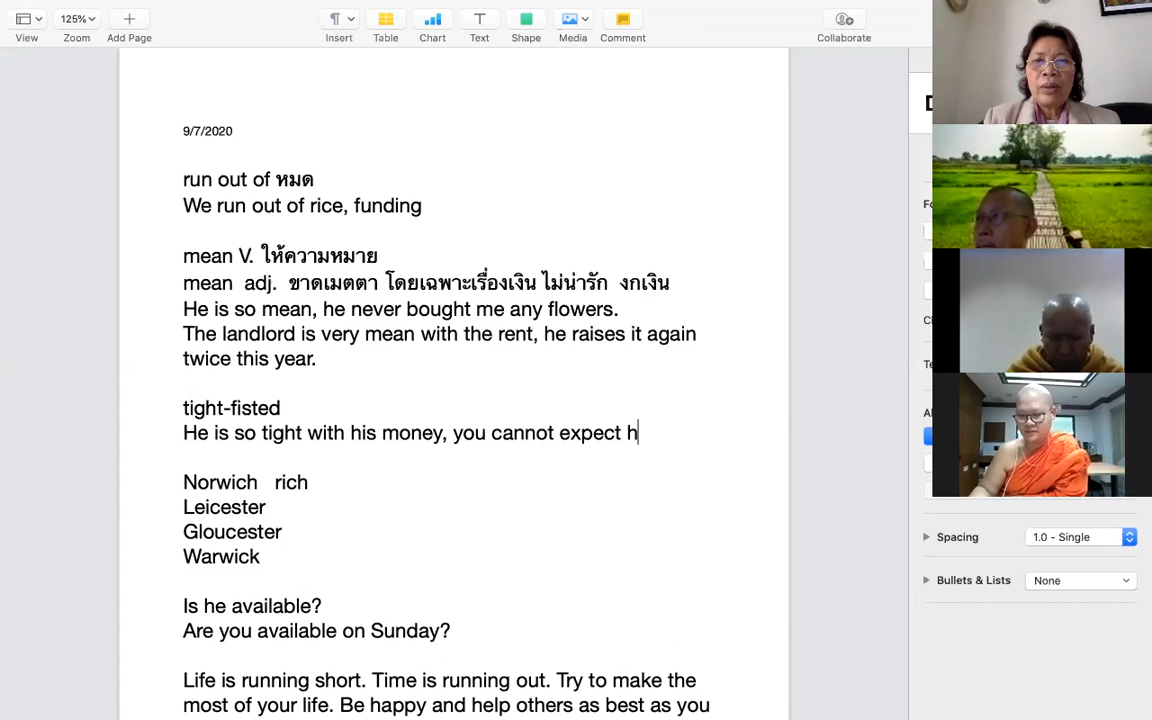 View
125%
Zoom
Add Page
Insert
Table
Chart
Text
Shape
Media
Comment
Collaborate
9/7/2020
run out of หมด
We run out of rice, funding
mean V. ให้ความหมาย
mean adj. ขาดเมตตา โดยเฉพาะเรื่องเงิน ไม่น่ารัก งกเงิน
He is so mean, he never bought me any flowers.
The landlord is very mean with the rent, he raises it again
twice this year.
tight-fisted
He is so tight with his money, you cannot expect h
Norwich rich
Leicester
Gloucester
Warwick
Is he available?
Are you available on Sunday?
Life is running short. Time is running out. Try to make the
most of your life. Be happy and help others as best as you
Spacing
1.0 - Single
Bullets & Lists
None